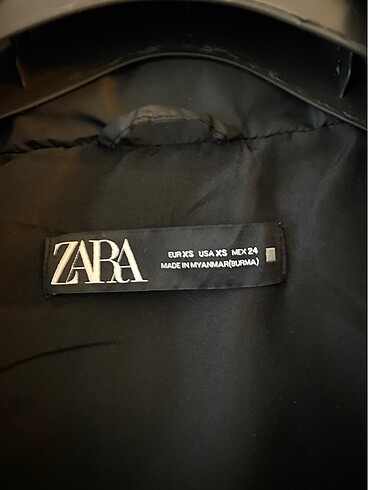 ZARA
EUR XS USA XS MEX 24
MADE IN MYANMAR(BURMA)